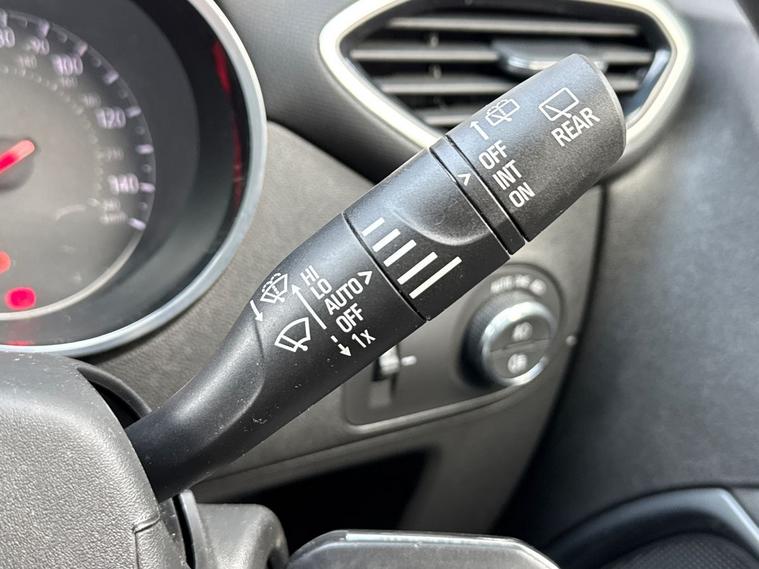 100
120
140
OFF
INT
ON
REAR
HI
LO
AUTO >
OFF
1x